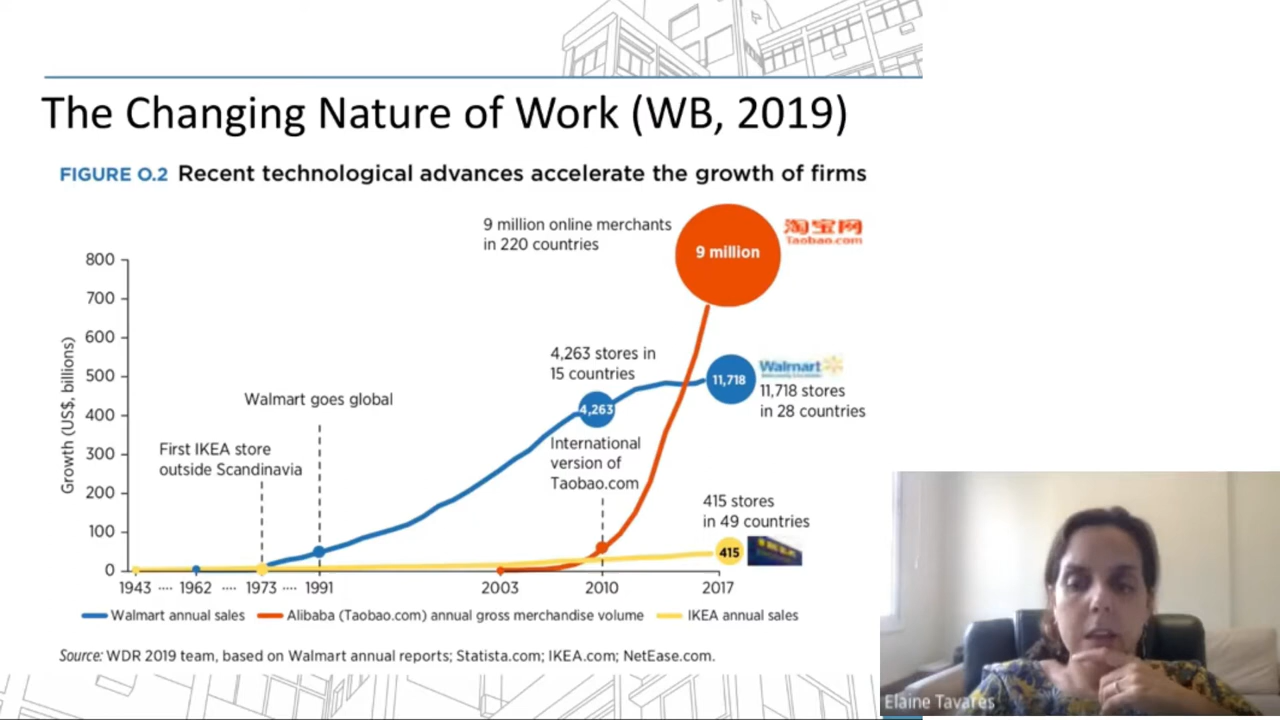 The Changing Nature of Work (WB, 2019)
FIGURE O.2 Recent technological advances accelerate the growth of firms
9 million online merchants
in 220 countries
9 million
淘宝网
Taobao.com
800
700
600
500
400
300
200
100
0
Growth (US$, billions)
4,263 stores in
15 countries
4,263
Walmart
11,718
11,718 stores
in 28 countries
Walmart goes global
First IKEA store
outside Scandinavia
International
version of
Taobao.com
415 stores
in 49 countries
415
IKEA
1943 .... 1962 .... 1973 .... 1991 2003 2010 2017
Walmart annual sales Alibaba (Taobao.com) annual gross merchandise volume IKEA annual sales
Source: WDR 2019 team, based on Walmart annual reports; Statista.com; IKEA.com; NetEase.com.
Elaine Tavares